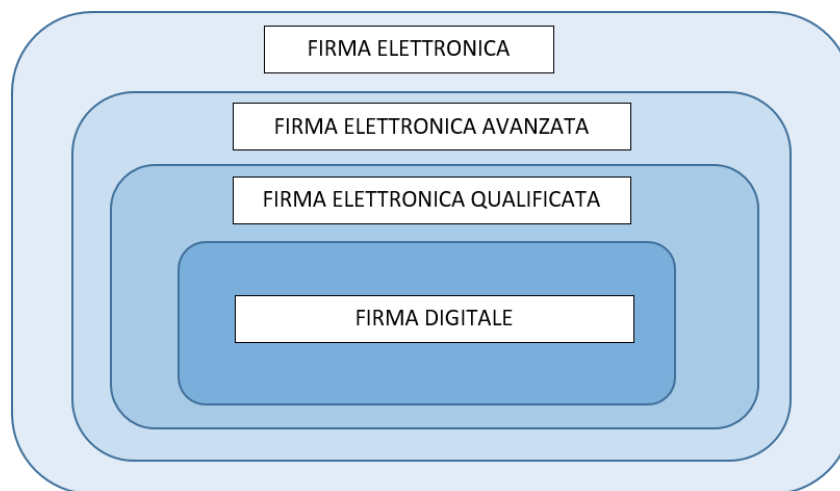 FIRMA ELETTRONICA
FIRMA ELETTRONICA AVANZATA
FIRMA ELETTRONICA QUALIFICATA
FIRMA DIGITALE